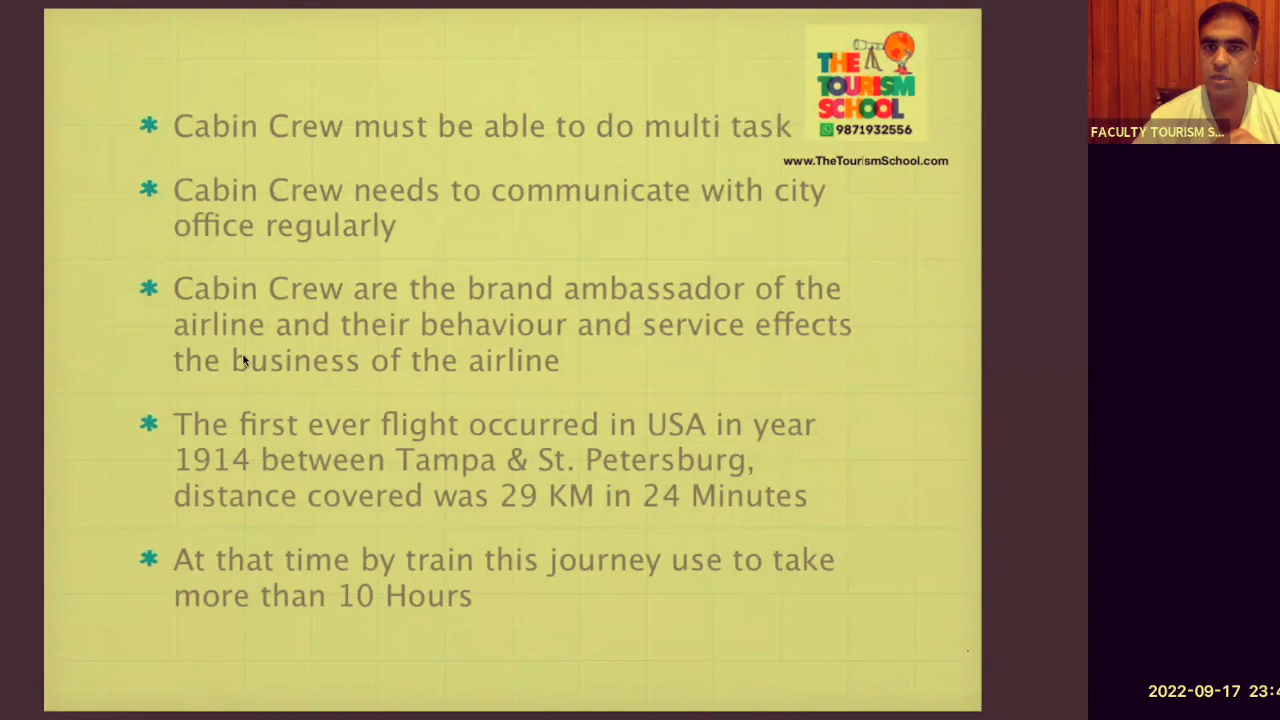 THE
TOURISM
SCHOOL
9871932556
www.TheTourismSchool.com
* Cabin Crew must be able to do multi task
* Cabin Crew needs to communicate with city
office regularly
* Cabin Crew are the brand ambassador of the
airline and their behaviour and service effects
the business of the airline
* The first ever flight occurred in USA in year
1914 between Tampa & St. Petersburg,
distance covered was 29 KM in 24 Minutes
* At that time by train this journey use to take
more than 10 Hours
FACULTY TOURISM S...
2022-09-17 23:4